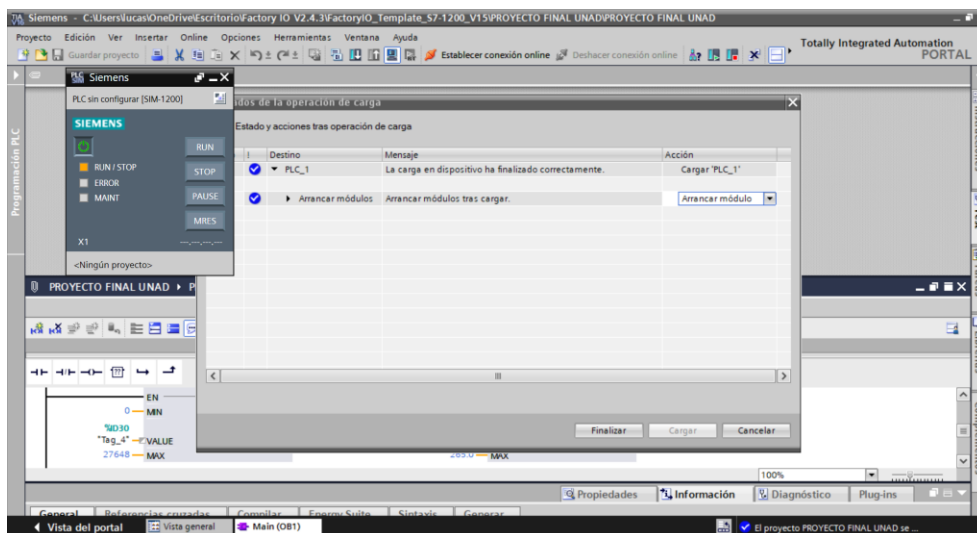 Siemens - C:\Users\lucas\OneDrive\Escritorio\Factory IO V2.4.3\FactoryIO_Template_S7-1200_V15\PROYECTO FINAL UNAD\PROYECTO FINAL UNAD
Proyecto Edición Ver Insertar Online Opciones Herramientas Ventana Ayuda
Totally Integrated Automation
PORTAL
Guardar proyecto
Establecer conexión online
Deshacer conexión online
Siemens
PLC sin configurar [SIM-1200]
SIEMENS
RUN
RUN / STOP
STOP
ERROR
MAINT
PAUSE
MRES
X1
---.---.---.---
<Ningún proyecto>
Programación PLC
idos de la operación de carga
Estado y acciones tras operación de carga
! Destino Mensaje Acción
PLC_1 La carga en dispositivo ha finalizado correctamente. Cargar 'PLC_1'
Arrancar módulos Arrancar módulos tras cargar. Arrancar módulo
Finalizar Cargar Cancelar
PROYECTO FINAL UNAD ▸ P
EN
0 MIN
%ID30
"Tag_4" VALUE
27648 MAX
265.0 MAX
100%
Propiedades Información Diagnóstico Plug-ins
General Referencias cruzadas Compilar Energy Suite Sintaxis Generar
Vista del portal Vista general Main (OB1) El proyecto PROYECTO FINAL UNAD se ...